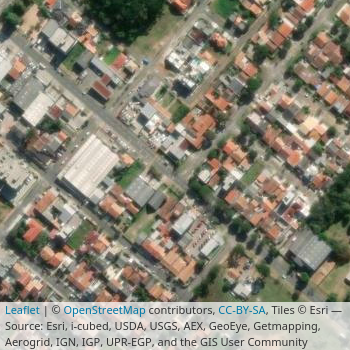 Leaflet | © OpenStreetMap contributors, CC-BY-SA, Tiles © Esri —
Source: Esri, i-cubed, USDA, USGS, AEX, GeoEye, Getmapping,
Aerogrid, IGN, IGP, UPR-EGP, and the GIS User Community